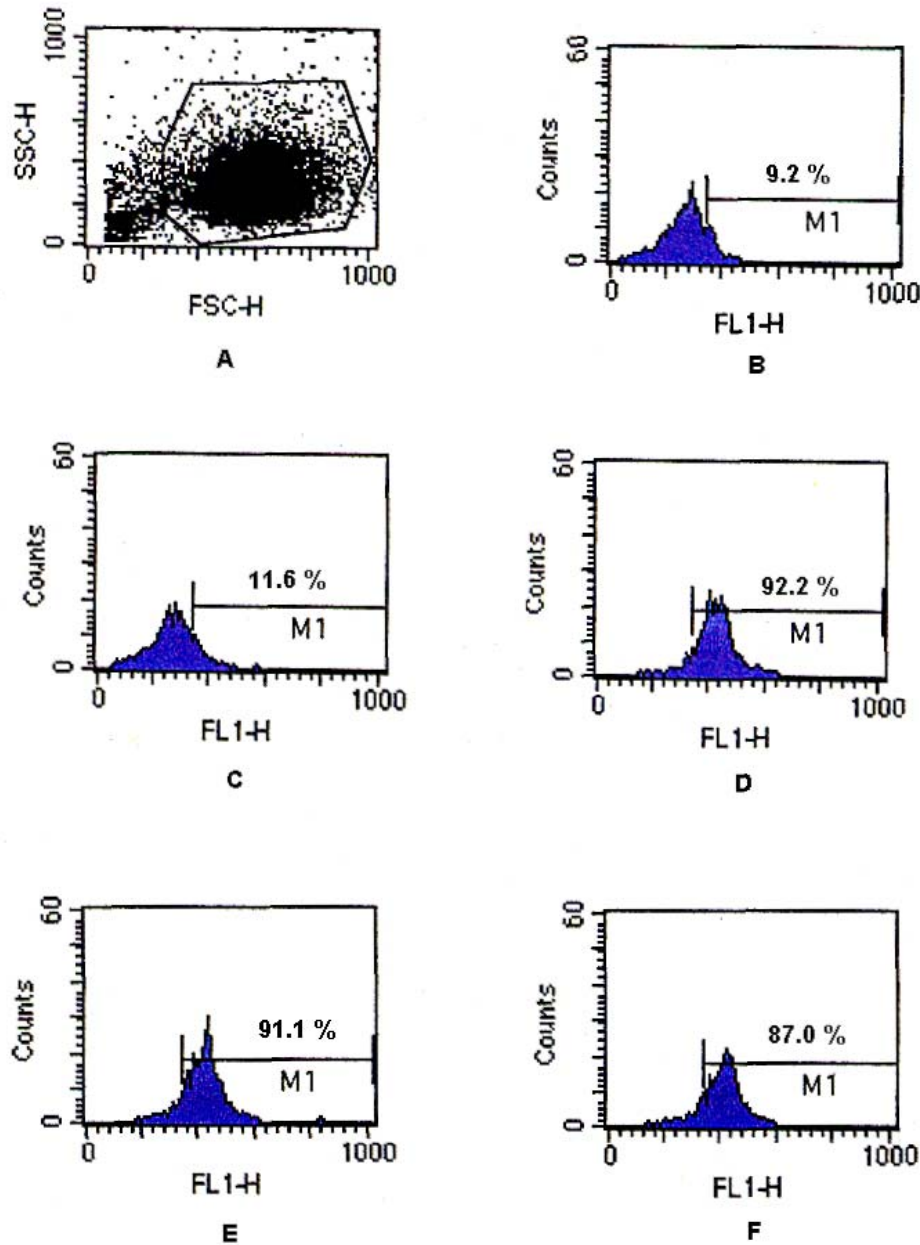 1000
SSC-H
0
0 1000
FSC-H
A
60
Counts
0
9.2 %
M1
0 1000
FL1-H
B
60
Counts
0
11.6 %
M1
0 1000
FL1-H
C
60
Counts
0
92.2 %
M1
0 1000
FL1-H
D
60
Counts
0
91.1 %
M1
0 1000
FL1-H
E
60
Counts
0
87.0 %
M1
0 1000
FL1-H
F